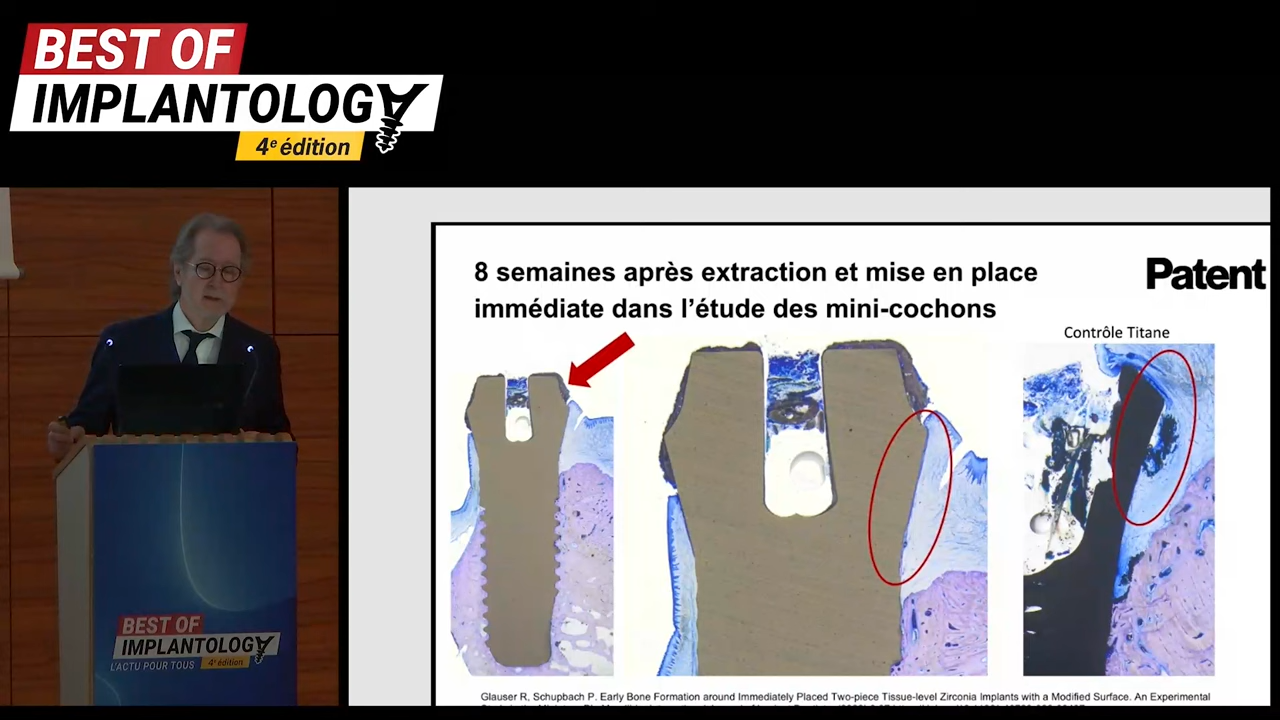 BEST OF
IMPLANTOLOGY
4e édition
8 semaines après extraction et mise en place
immédiate dans l'étude des mini-cochons
Patent
Contrôle Titane
Glauser R, Schupbach P. Early Bone Formation around Immediately Placed Two-piece Tissue-level Zirconia Implants with a Modified Surface. An Experimental
BEST OF
IMPLANTOLOGY
L'ACTU POUR TOUS
4e édition